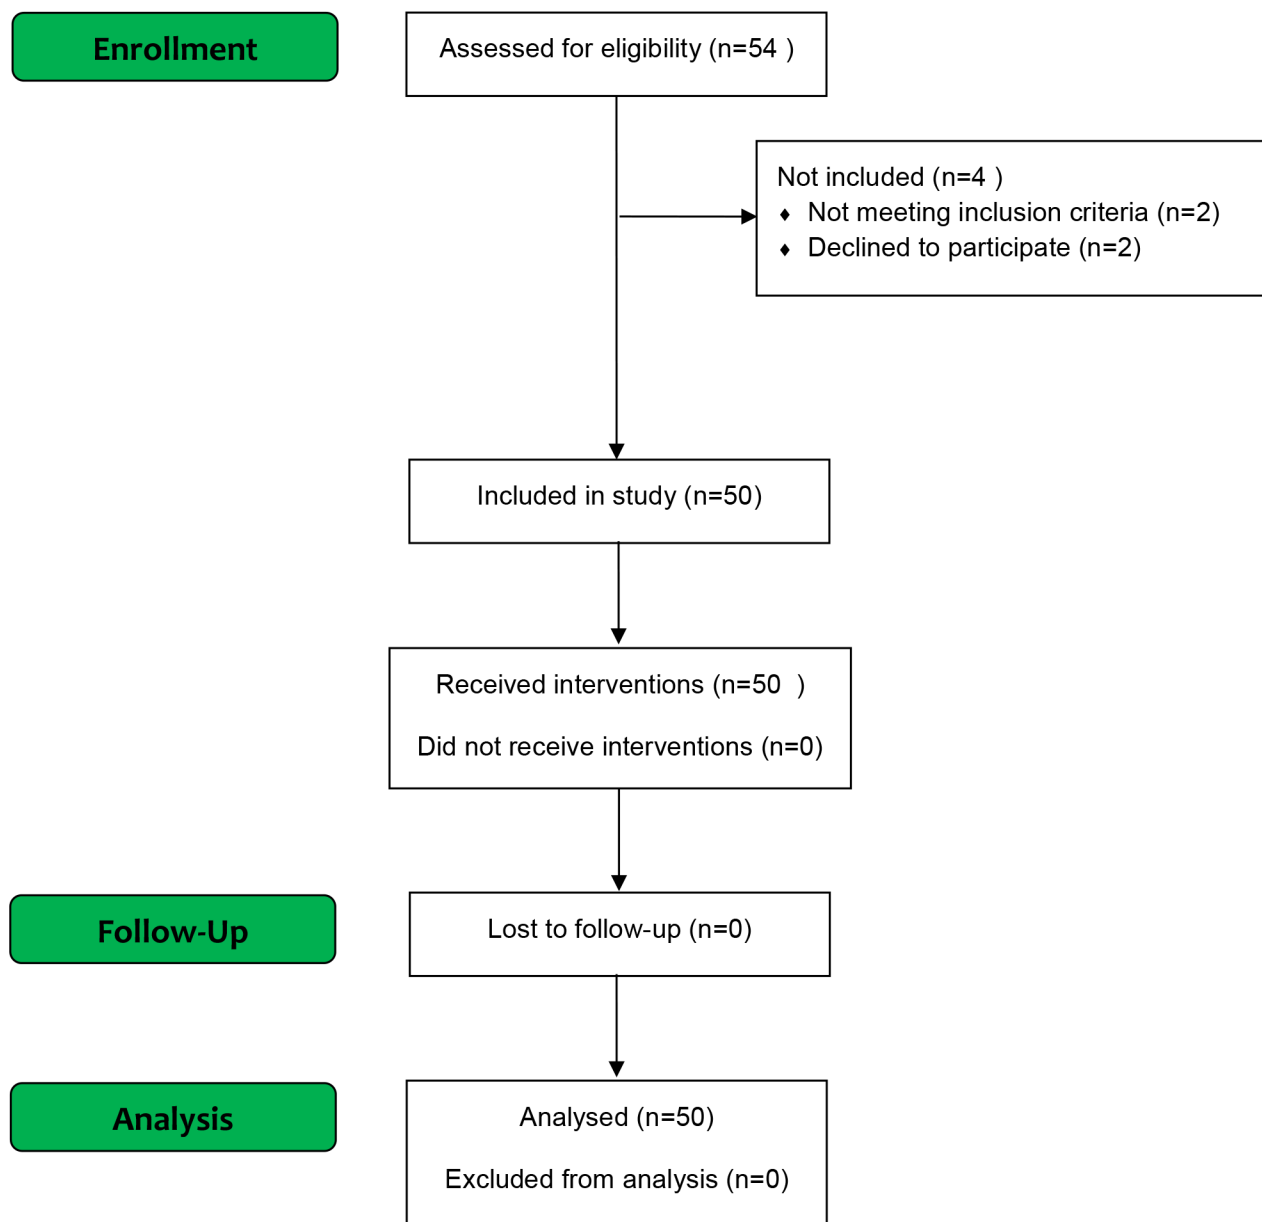 Enrollment
Assessed for eligibility (n=54 )
Not included (n=4 )
♦ Not meeting inclusion criteria (n=2)
♦ Declined to participate (n=2)
Included in study (n=50)
Received interventions (n=50  )
Did not receive interventions (n=0)
Follow-Up
Lost to follow-up (n=0)
Analysis
Analysed (n=50)
Excluded from analysis (n=0)